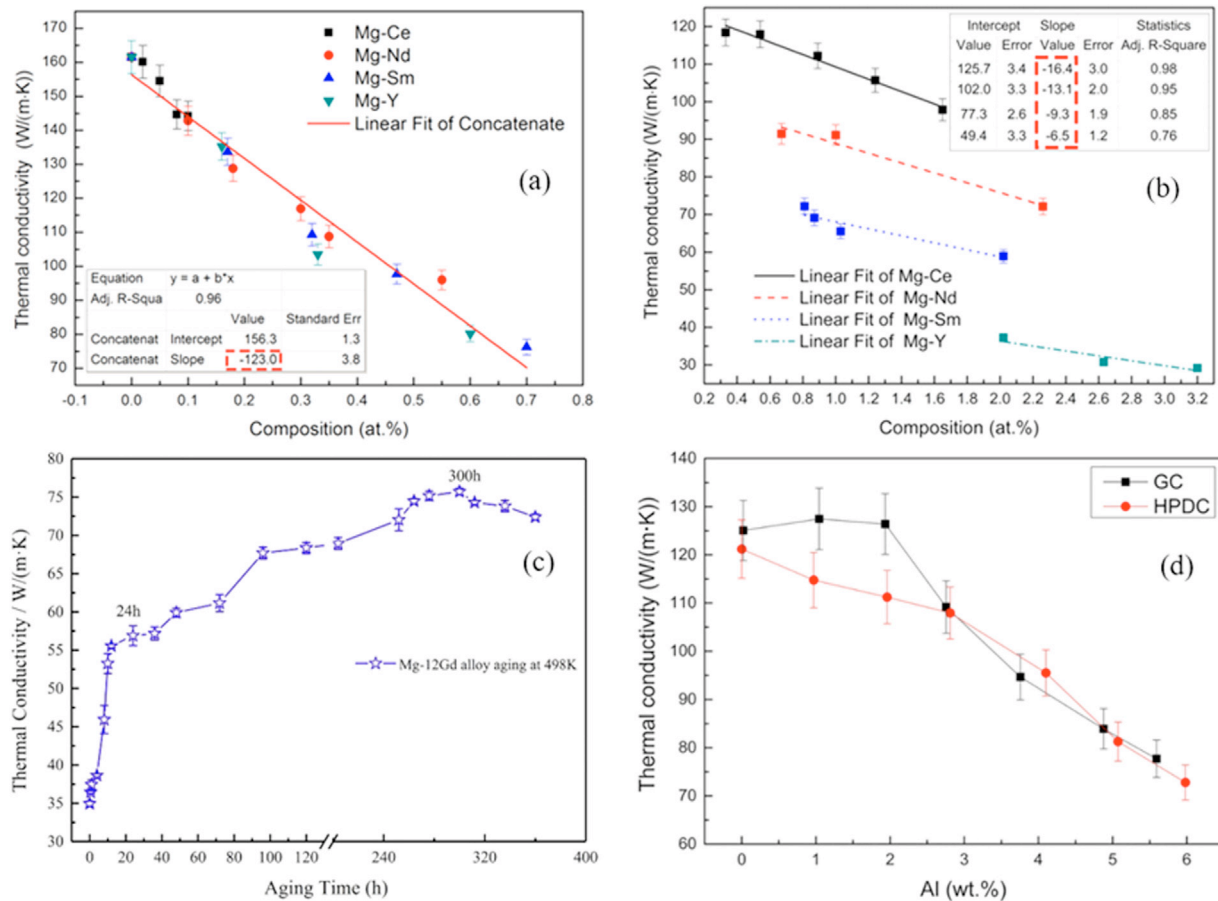 170
160
150
140
130
120
110
100
90
80
70
-0.1 0.0 0.1 0.2 0.3 0.4 0.5 0.6 0.7 0.8
Thermal conductivity (W/(m·K))
Composition (at.%)
Mg-Ce
Mg-Nd
Mg-Sm
Mg-Y
Linear Fit of Concatenate
(a)
Equation y = a + b*x
Adj. R-Squa 0.96
Value Standard Err
Concatenat Intercept 156.3 1.3
Concatenat Slope -123.0 3.8
120
110
100
90
80
70
60
50
40
30
0.2 0.4 0.6 0.8 1.0 1.2 1.4 1.6 1.8 2.0 2.2 2.4 2.6 2.8 3.0 3.2
Thermal conductivity (W/(m·K))
Composition (at.%)
Intercept Slope Statistics
Value Error Value Error Adj. R-Square
125.7 3.4 -16.4 3.0 0.98
102.0 3.3 -13.1 2.0 0.95
77.3 2.6 -9.3 1.9 0.85
49.4 3.3 -6.5 1.2 0.76
(b)
Linear Fit of Mg-Ce
Linear Fit of Mg-Nd
Linear Fit of Mg-Sm
Linear Fit of Mg-Y
80
75
70
65
60
55
50
45
40
35
30
0 20 40 60 80 100 120 240 320 400
Thermal Conductivity / W/(m·K)
Aging Time (h)
300h
24h
(c)
Mg-12Gd alloy aging at 498K
140
130
120
110
100
90
80
70
60
0 1 2 3 4 5 6
Thermal conductivity (W/(m·K))
Al (wt.%)
GC
HPDC
(d)